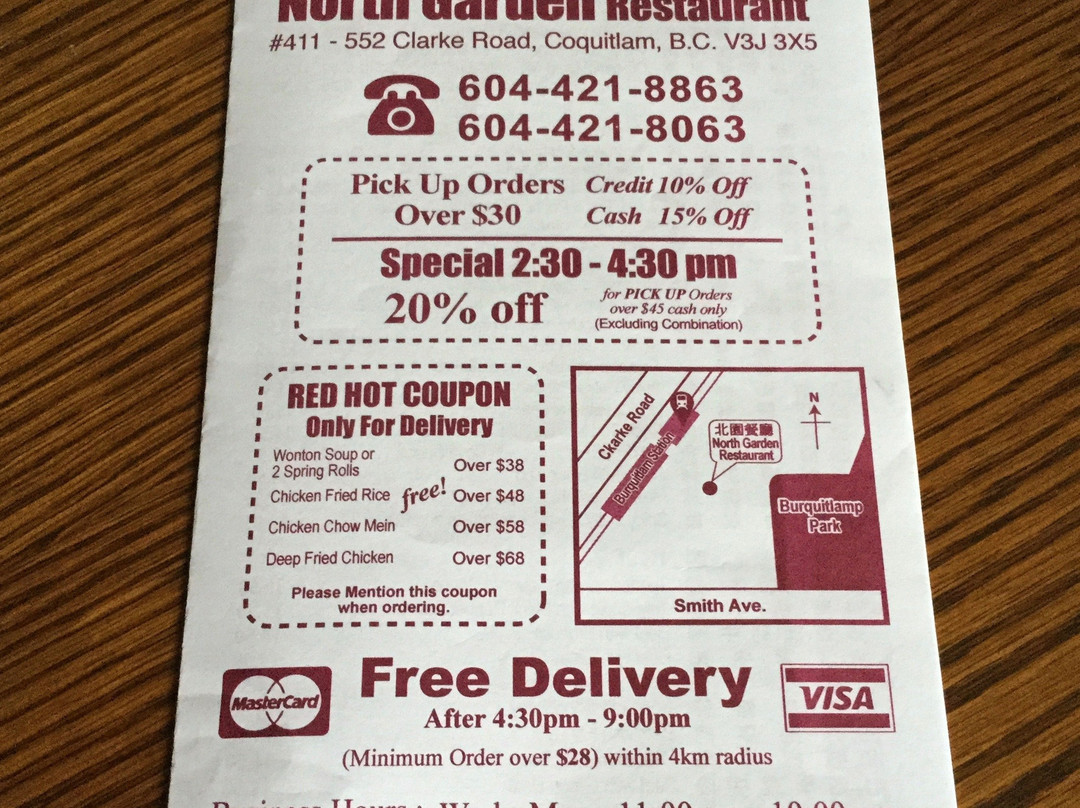 North Garden Restaurant
#411 - 552 Clarke Road, Coquitlam, B.C. V3J 3X5
604-421-8863
604-421-8063
Pick Up Orders Credit 10% Off
Over $30 Cash 15% Off
Special 2:30 - 4:30 pm
20% off
for PICK UP Orders
over $45 cash only
(Excluding Combination)
RED HOT COUPON
Only For Delivery
Wonton Soup or
2 Spring Rolls Over $38
Chicken Fried Rice free! Over $48
Chicken Chow Mein Over $58
Deep Fried Chicken Over $68
Please Mention this coupon
when ordering.
Ckarke Road
Burquitdam Station
北園餐廳
North Garden
Restaurant
N
Burquitlamp
Park
Smith Ave.
MasterCard
Free Delivery
VISA
After 4:30pm - 9:00pm
(Minimum Order over $28) within 4km radius
Business Hours :